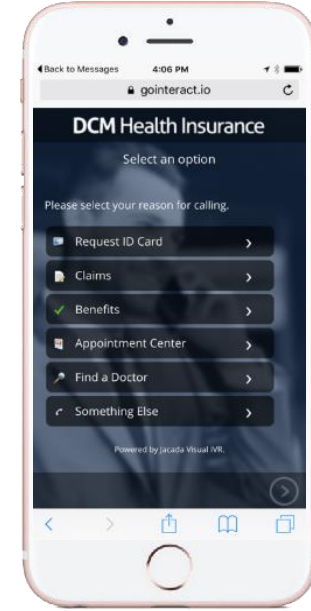 Back to Messages 4:06 PM
gointeract.io
DCM Health Insurance
Select an option
Please select your reason for calling.
Request ID Card
Claims
Benefits
Appointment Center
Find a Doctor
Something Else
Powered by Jacada Visual IVR.